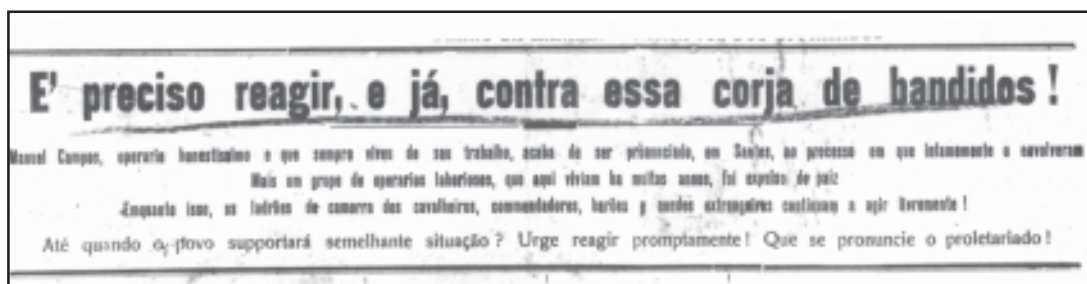 E' preciso reagir, e já, contra essa corja de bandidos !
Manuel Campos, operario honestissimo e que sempre viveu de seu trabalho, acaba de ser pronunciado, em Santos, no processo em que infamemente o envolveram
Mais um grupo de operarios laboriosos, que aqui viviam ha muitos annos, foi expulso do paiz
Emquanto isso, os ladrões de camorra dos cavalheiros, commendadores, barões e condes extrangeiros continuam a agir livremente !
Até quando o povo supportará semelhante situação ? Urge reagir promptamente ! Que se pronuncie o proletariado !